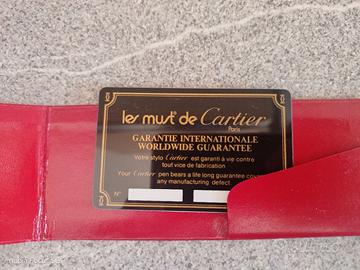 les must de Cartier
Paris
GARANTIE INTERNATIONALE
WORLDWIDE GUARANTEE
Votre stylo Cartier est garanti à vie contre
tout vice de fabrication
Your Cartier pen bears a life long guarantee cover
any manufacturing defect
N°